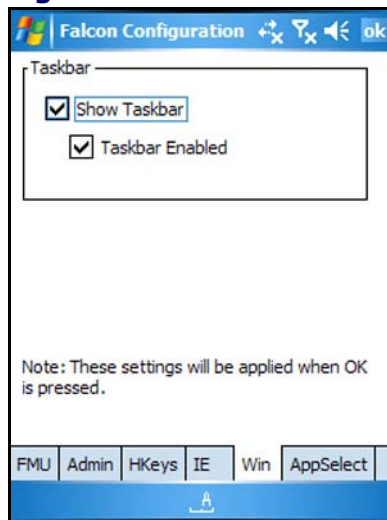 Falcon Configuration ok
Taskbar
Show Taskbar
Taskbar Enabled
Note: These settings will be applied when OK
is pressed.
FMU Admin HKeys IE Win AppSelect
A